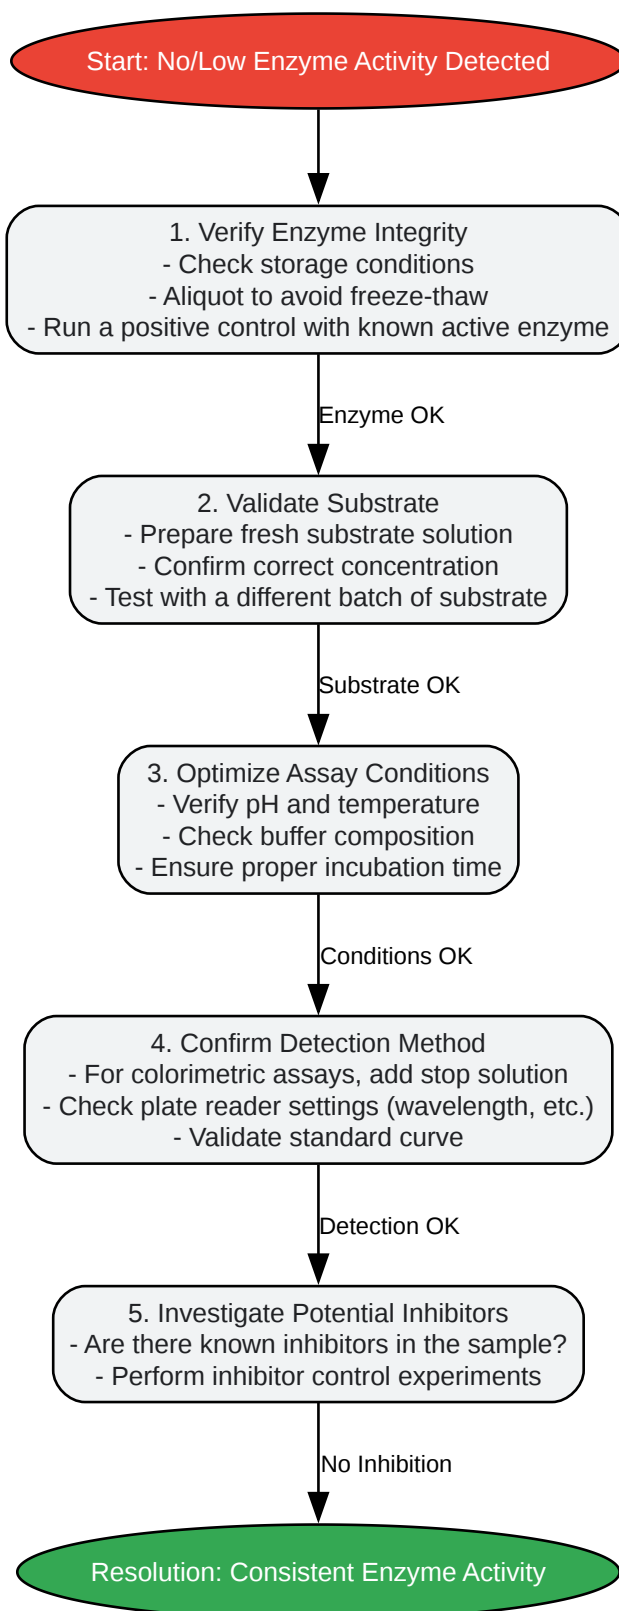 Start: No/Low Enzyme Activity Detected
1. Verify Enzyme Integrity
- Check storage conditions
- Aliquot to avoid freeze-thaw
- Run a positive control with known active enzyme
Enzyme OK
2. Validate Substrate
- Prepare fresh substrate solution
- Confirm correct concentration
- Test with a different batch of substrate
Substrate OK
3. Optimize Assay Conditions
- Verify pH and temperature
- Check buffer composition
- Ensure proper incubation time
Conditions OK
4. Confirm Detection Method
- For colorimetric assays, add stop solution
- Check plate reader settings (wavelength, etc.)
- Validate standard curve
Detection OK
5. Investigate Potential Inhibitors
- Are there known inhibitors in the sample?
- Perform inhibitor control experiments
No Inhibition
Resolution: Consistent Enzyme Activity